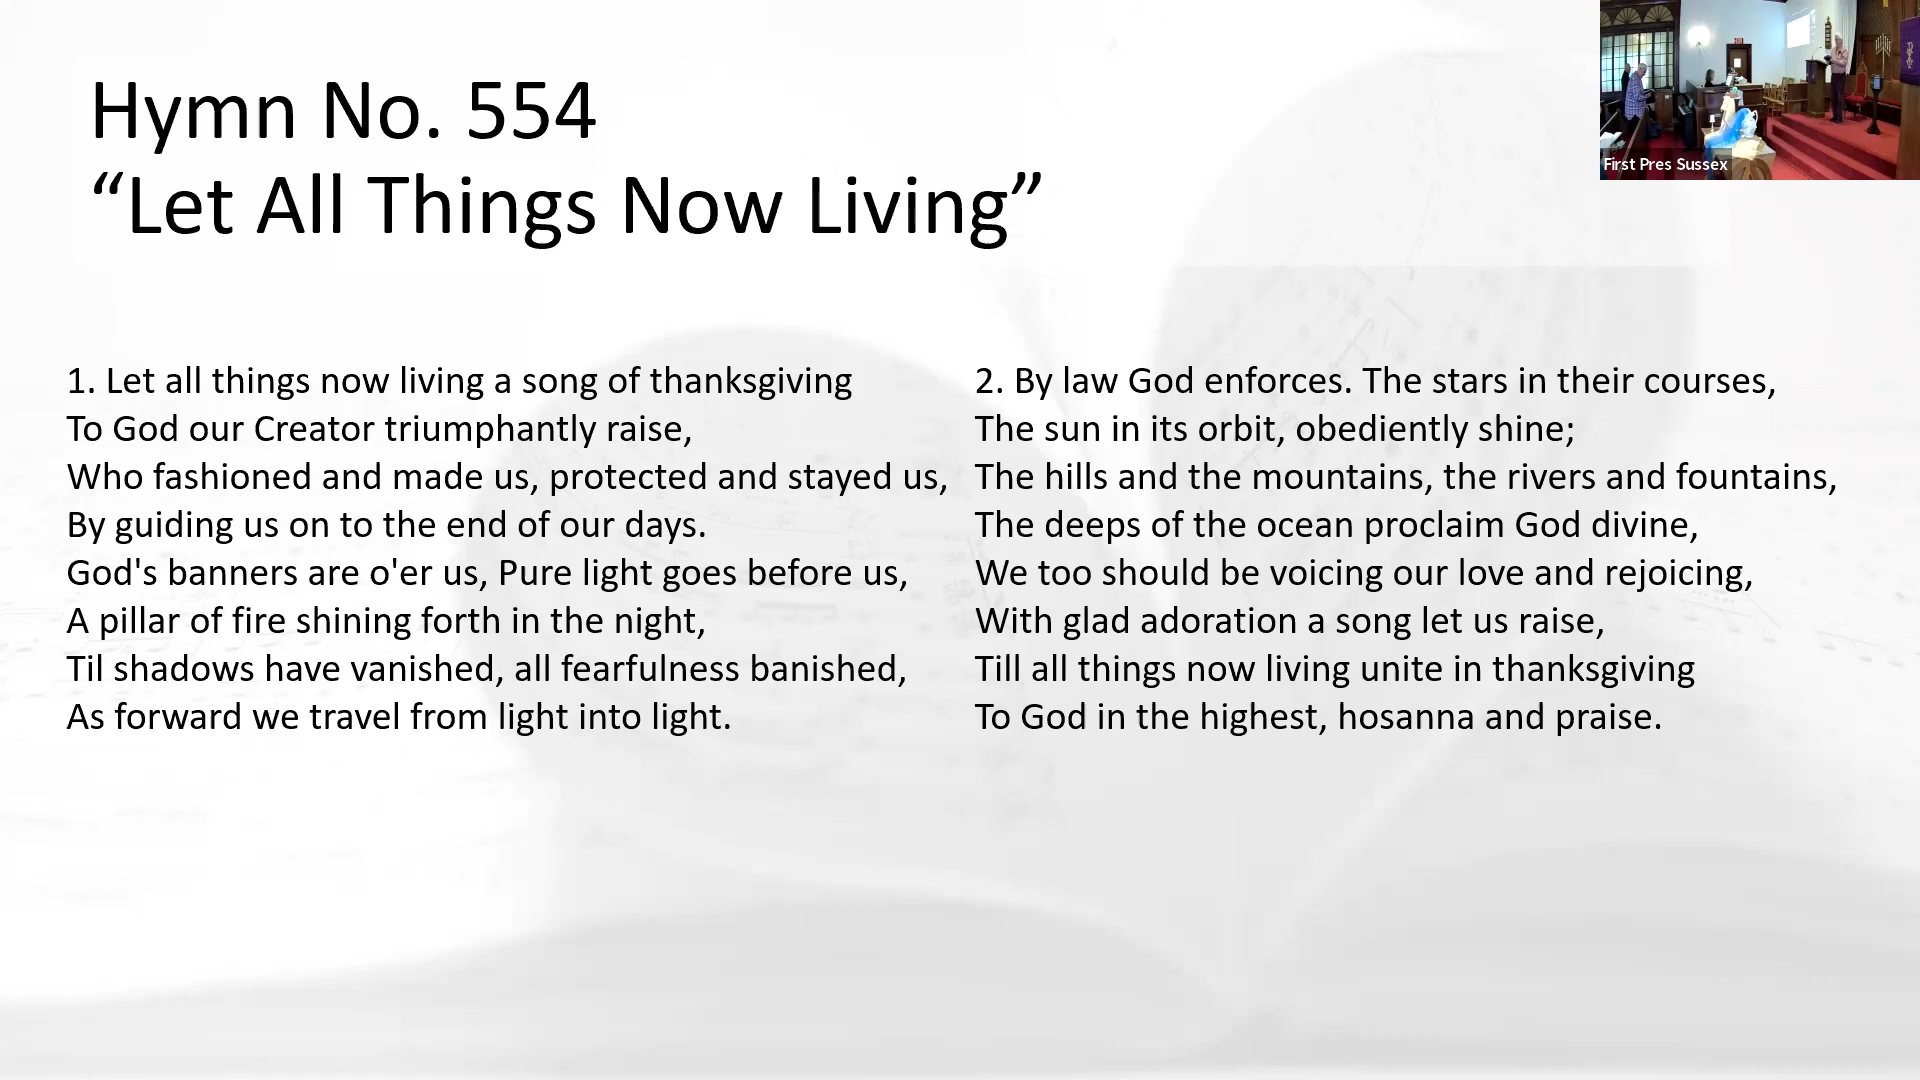 Hymn No. 554
“Let All Things Now Living”
First Pres Sussex
1. Let all things now living a song of thanksgiving
To God our Creator triumphantly raise,
Who fashioned and made us, protected and stayed us,
By guiding us on to the end of our days.
God's banners are o'er us, Pure light goes before us,
A pillar of fire shining forth in the night,
Til shadows have vanished, all fearfulness banished,
As forward we travel from light into light.
2. By law God enforces. The stars in their courses,
The sun in its orbit, obediently shine;
The hills and the mountains, the rivers and fountains,
The deeps of the ocean proclaim God divine,
We too should be voicing our love and rejoicing,
With glad adoration a song let us raise,
Till all things now living unite in thanksgiving
To God in the highest, hosanna and praise.